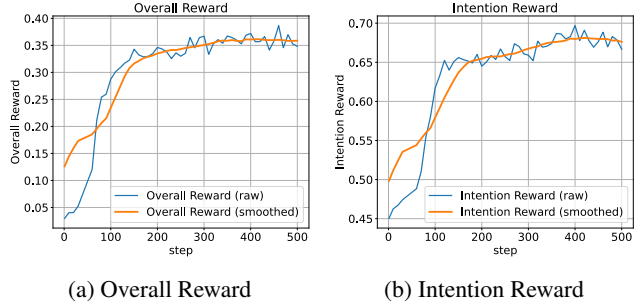 Overall Reward
0.40
0.35
0.30
0.25
0.20
0.15
0.10
0.05
Overall Reward
Overall Reward (raw)
Overall Reward (smoothed)
0 100 200 300 400 500
step
(a) Overall Reward
Intention Reward
0.70
0.65
0.60
0.55
0.50
0.45
Intention Reward
Intention Reward (raw)
Intention Reward (smoothed)
0 100 200 300 400 500
step
(b) Intention Reward